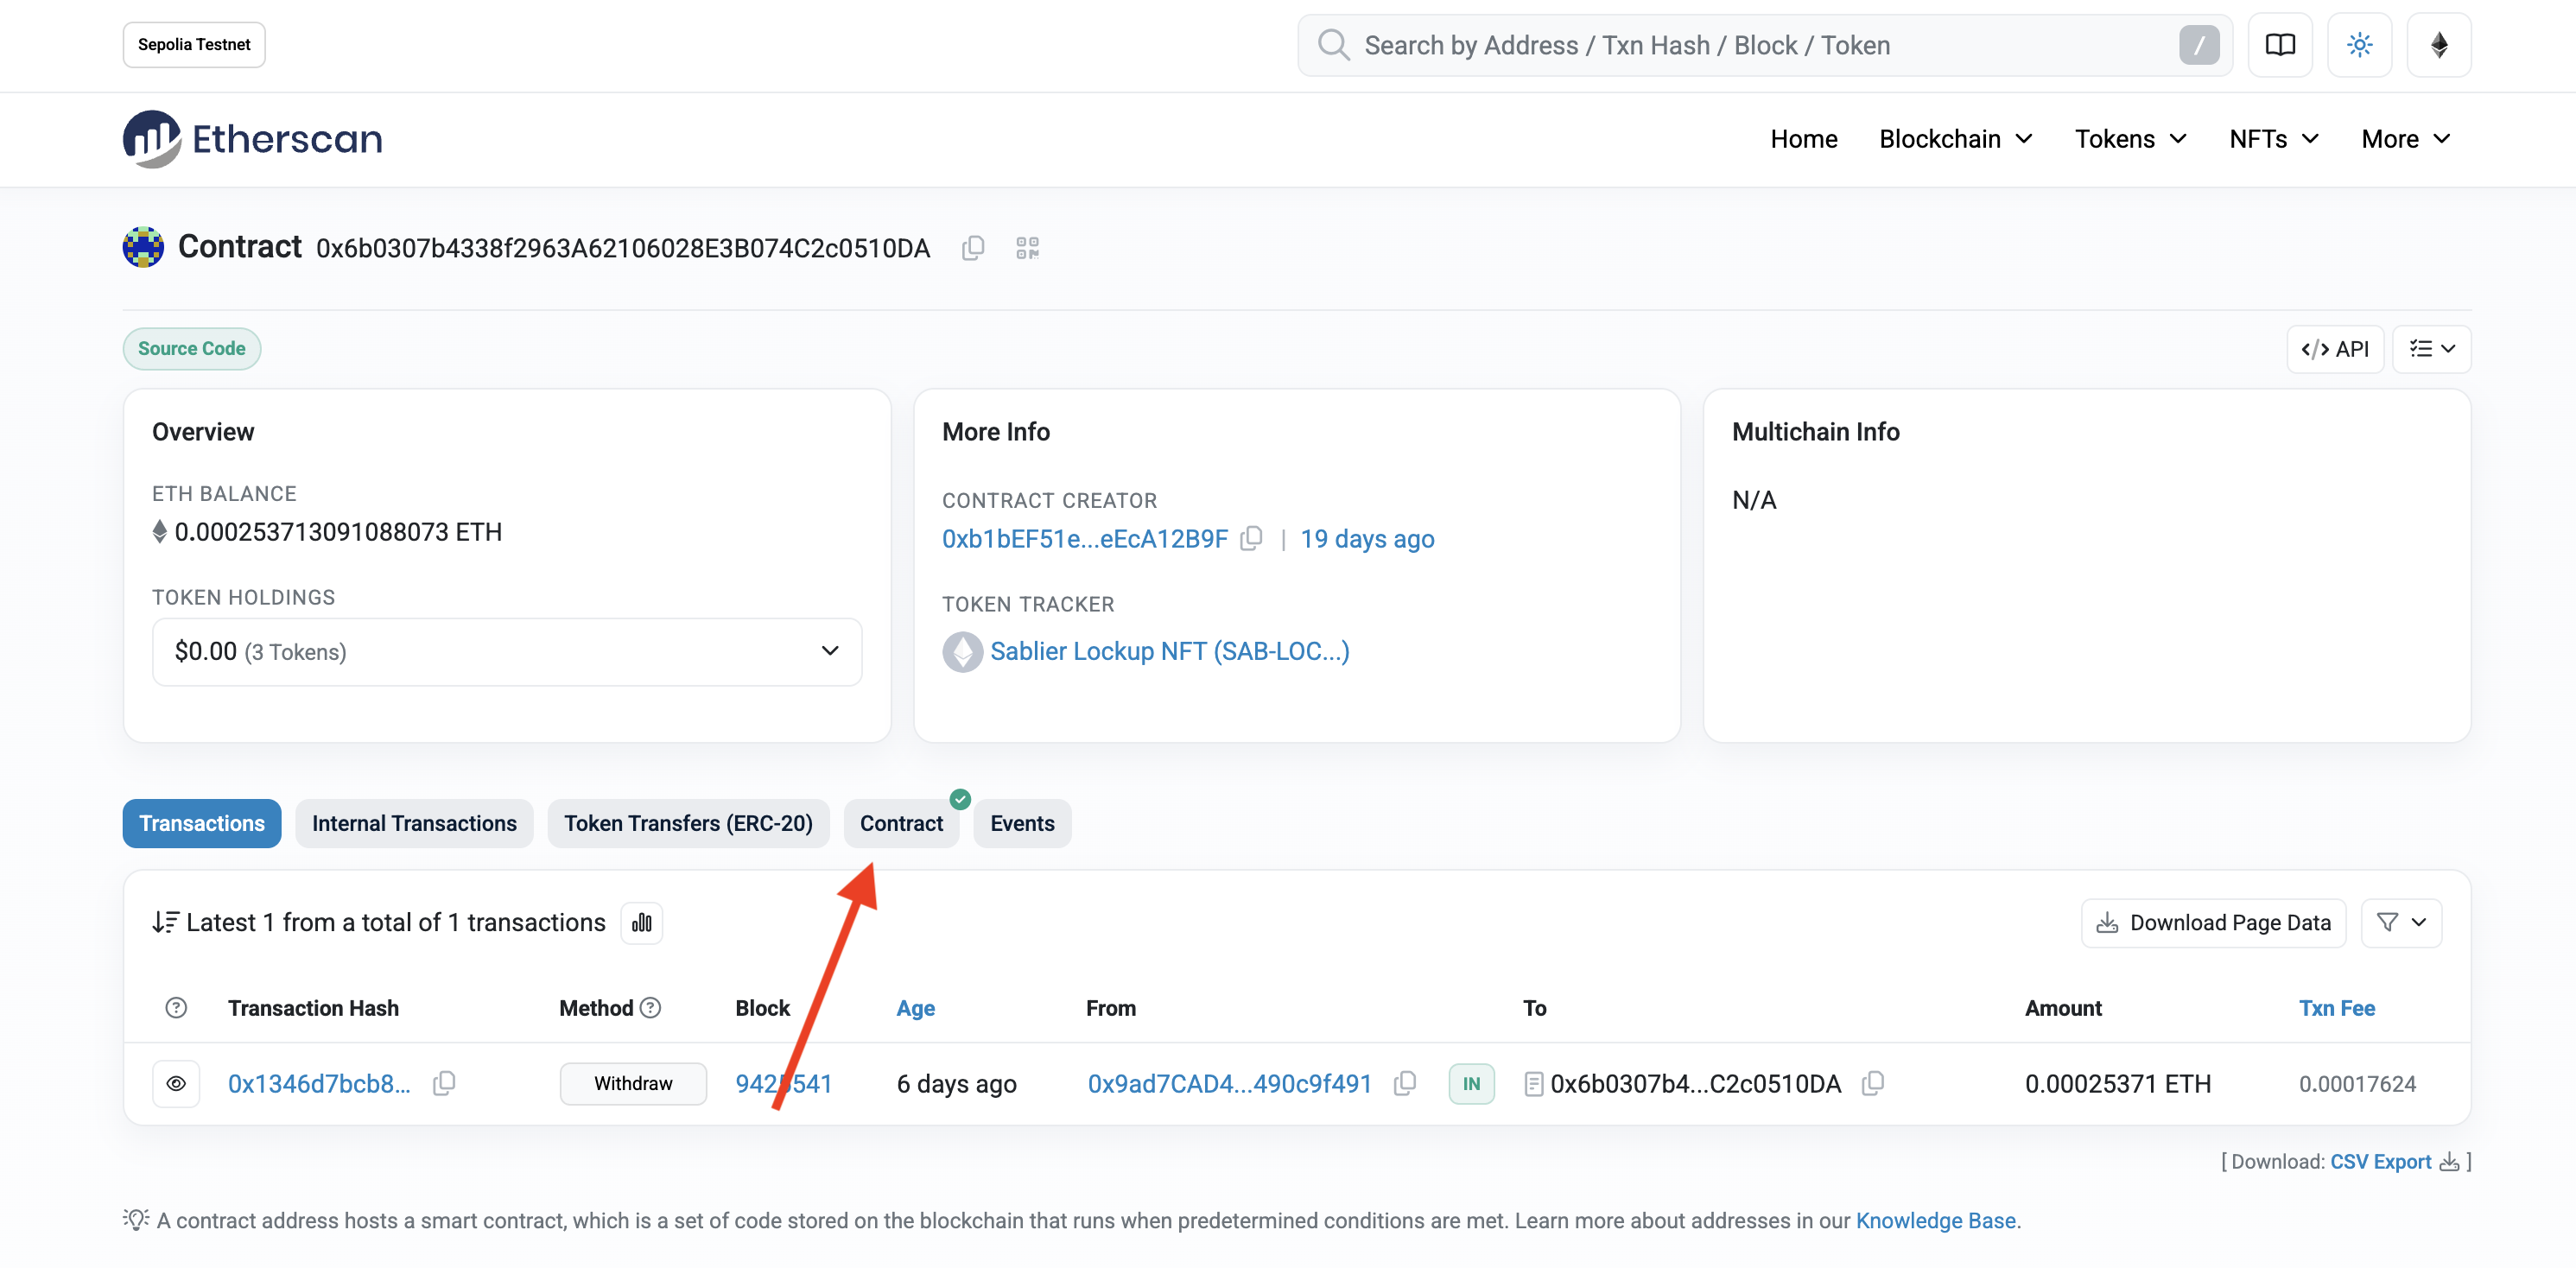 Sepolia Testnet
Search by Address / Txn Hash / Block / Token
/
Etherscan
Home Blockchain Tokens NFTs More
Contract 0x6b0307b4338f2963A62106028E3B074C2c0510DA
Source Code
</> API
Overview
ETH BALANCE
0.000253713091088073 ETH
TOKEN HOLDINGS
$0.00 (3 Tokens)
More Info
CONTRACT CREATOR
0xb1bEF51e...eEcA12B9F | 19 days ago
TOKEN TRACKER
Sablier Lockup NFT (SAB-LOC...)
Multichain Info
N/A
Transactions Internal Transactions Token Transfers (ERC-20) Contract Events
Latest 1 from a total of 1 transactions
Download Page Data
Transaction Hash Method Block Age From To Amount Txn Fee
0x1346d7bcb8... Withdraw 6 days ago 0x9ad7CAD4...490c9f491 IN 0x6b0307b4...C2c0510DA 0.00025371 ETH 0.00017624
[ Download: CSV Export ]
A contract address hosts a smart contract, which is a set of code stored on the blockchain that runs when predetermined conditions are met. Learn more about addresses in our Knowledge Base.